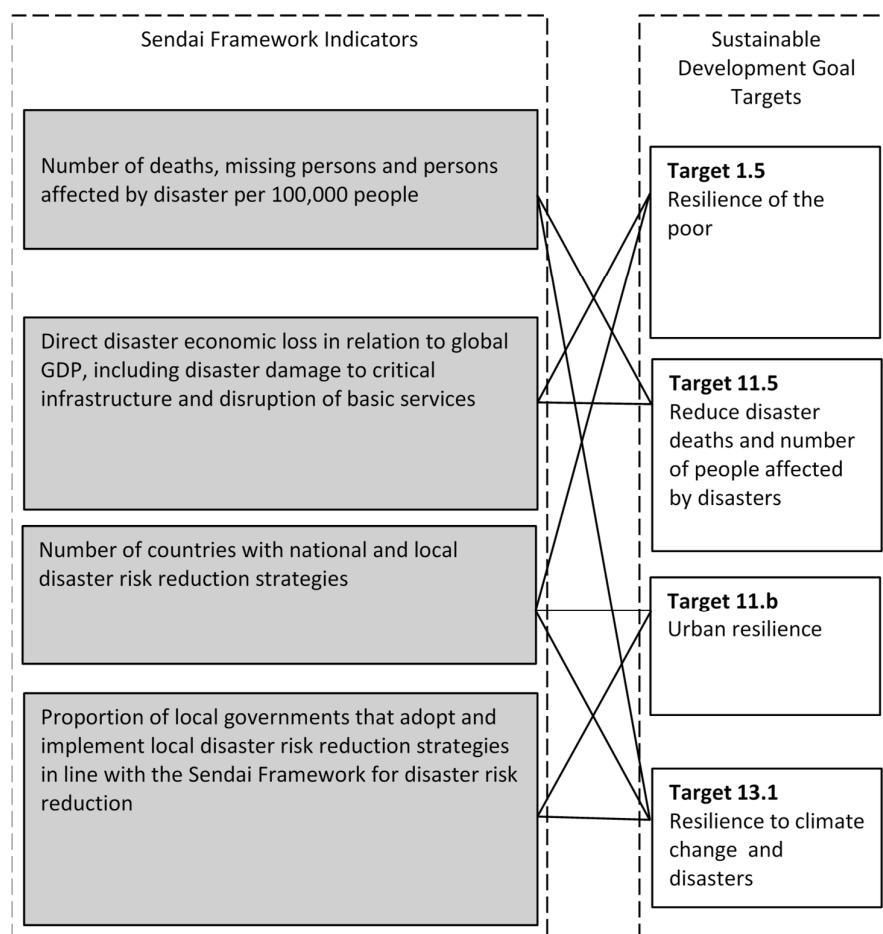 Sendai Framework Indicators
Number of deaths, missing persons and persons
affected by disaster per 100,000 people
Direct disaster economic loss in relation to global
GDP, including disaster damage to critical
infrastructure and disruption of basic services
Number of countries with national and local
disaster risk reduction strategies
Proportion of local governments that adopt and
implement local disaster risk reduction strategies
in line with the Sendai Framework for disaster risk
reduction
Sustainable
Development Goal
Targets
Target 1.5
Resilience of the
poor
Target 11.5
Reduce disaster
deaths and number
of people affected
by disasters
Target 11.b
Urban resilience
Target 13.1
Resilience to climate
change and
disasters